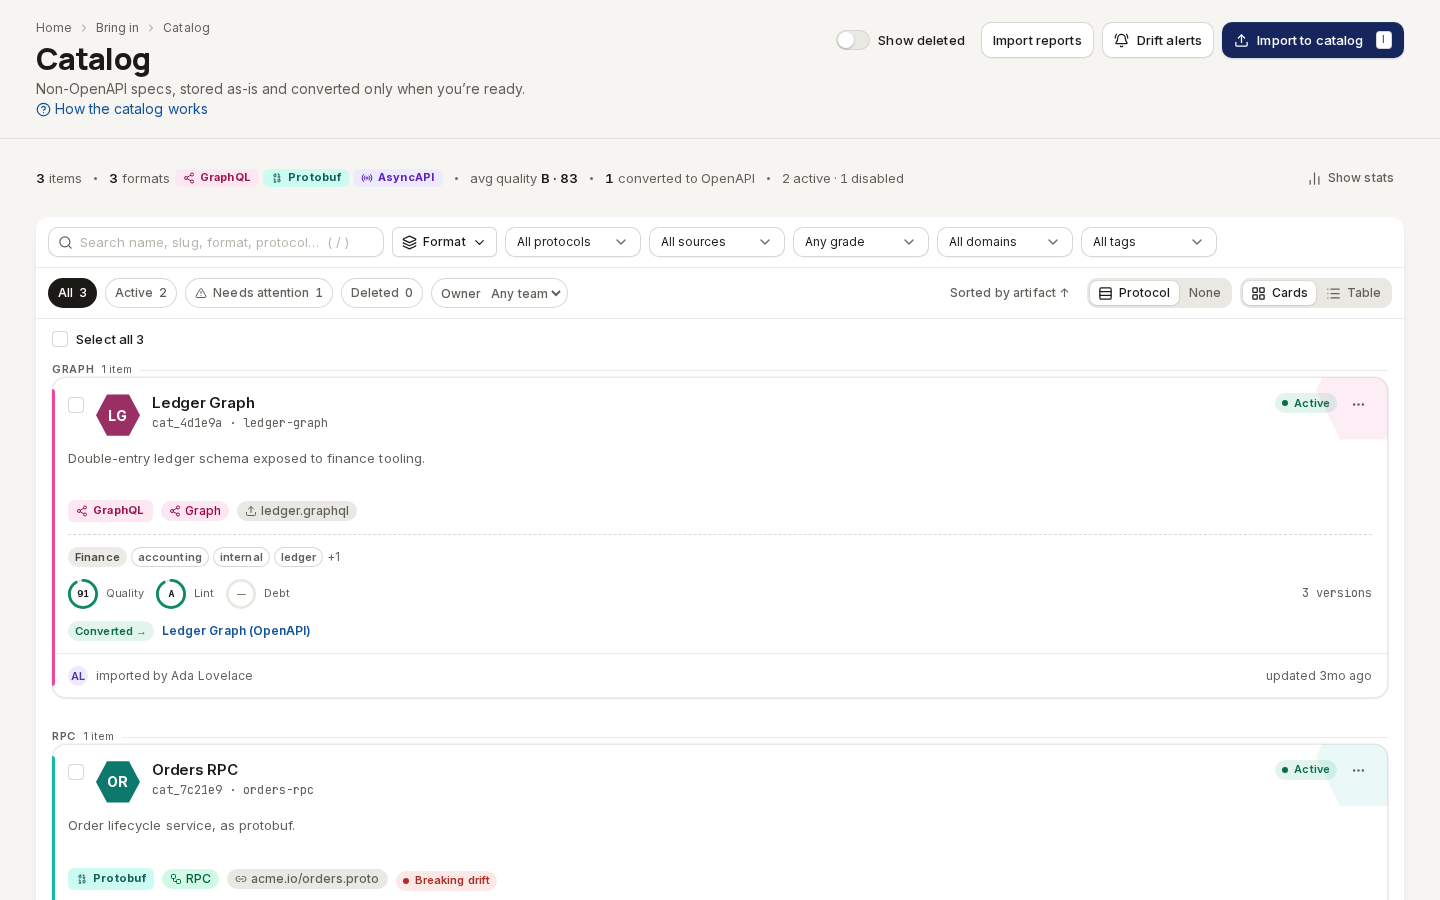 Home > Bring in > Catalog
Catalog
Non-OpenAPI specs, stored as-is and converted only when you’re ready.
How the catalog works
Show deleted
Import reports
Drift alerts
Import to catalog I
3 items • 3 formats GraphQL Protobuf AsyncAPI • avg quality B · 83 • 1 converted to OpenAPI • 2 active · 1 disabled
Show stats
Search name, slug, format, protocol… ( / )
Format
All protocols
All sources
Any grade
All domains
All tags
All 3
Active 2
Needs attention 1
Deleted 0
Owner Any team
Sorted by artifact ↑
Protocol
None
Cards
Table
Select all 3
GRAPH 1 item
LG
Ledger Graph
cat_4d1e9a · ledger-graph
Active
Double-entry ledger schema exposed to finance tooling.
GraphQL Graph ledger.graphql
Finance accounting internal ledger +1
91 Quality A Lint — Debt
3 versions
Converted → Ledger Graph (OpenAPI)
AL imported by Ada Lovelace
updated 3mo ago
RPC 1 item
OR
Orders RPC
cat_7c21e9 · orders-rpc
Active
Order lifecycle service, as protobuf.
Protobuf RPC acme.io/orders.proto Breaking drift